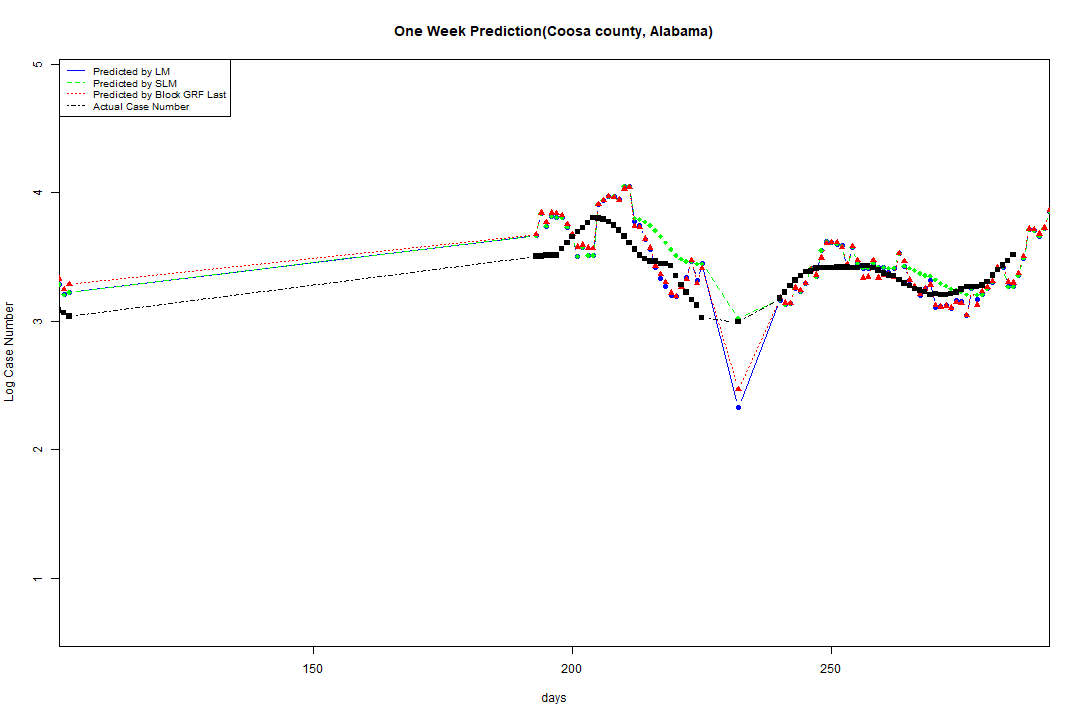 One Week Prediction(Coosa county, Alabama)
Predicted by LM
Predicted by SLM
Predicted by Block GRF Last
Actual Case Number
5
4
3
2
1
Log Case Number
150 200 250
days